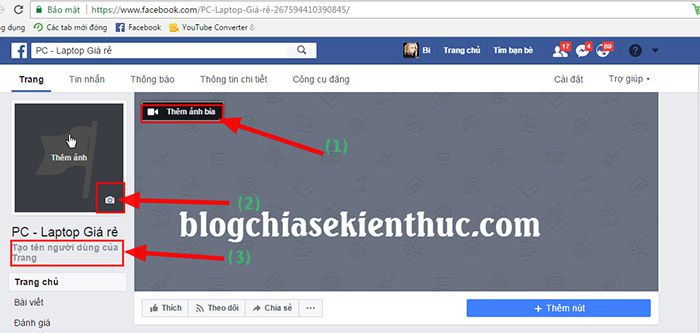 Bảo mật | https://www.facebook.com/PC-Laptop-Giá-rẻ-267594410390845/
g dụng Các tab mới đóng Facebook YouTube Converter &
PC - Laptop Giá rẻ Bi Trang chủ Tìm bạn bè 17 4 69
Trang Tin nhắn Thông báo Thông tin chi tiết Công cụ đăng Cài đặt Trợ giúp
Thêm ảnh bìa
(1)
Thêm ảnh
(2)
blogchiasekienthuc.com
PC - Laptop Giá rẻ
Tạo tên người dùng của
Trang
(3)
Trang chủ
Bài viết
Đánh giá
Thích Theo dõi Chia sẻ ... + Thêm nút